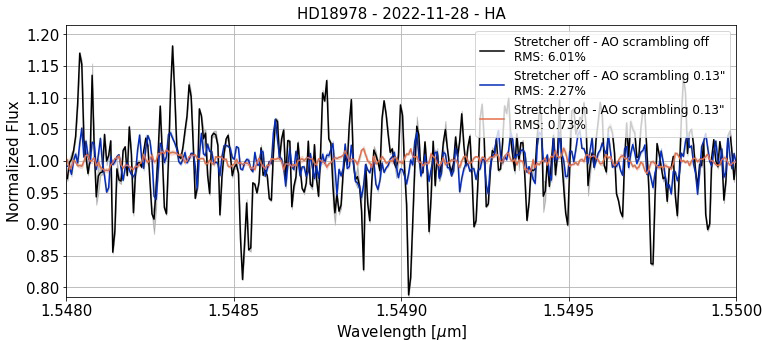 HD18978 - 2022-11-28 - HA
Stretcher off - AO scrambling off
RMS: 6.01%
Stretcher off - AO scrambling 0.13"
RMS: 2.27%
Stretcher on - AO scrambling 0.13"
RMS: 0.73%
Normalized Flux
1.20
1.15
1.10
1.05
1.00
0.95
0.90
0.85
0.80
1.5480 1.5485 1.5490 1.5495 1.5500
Wavelength [μm]